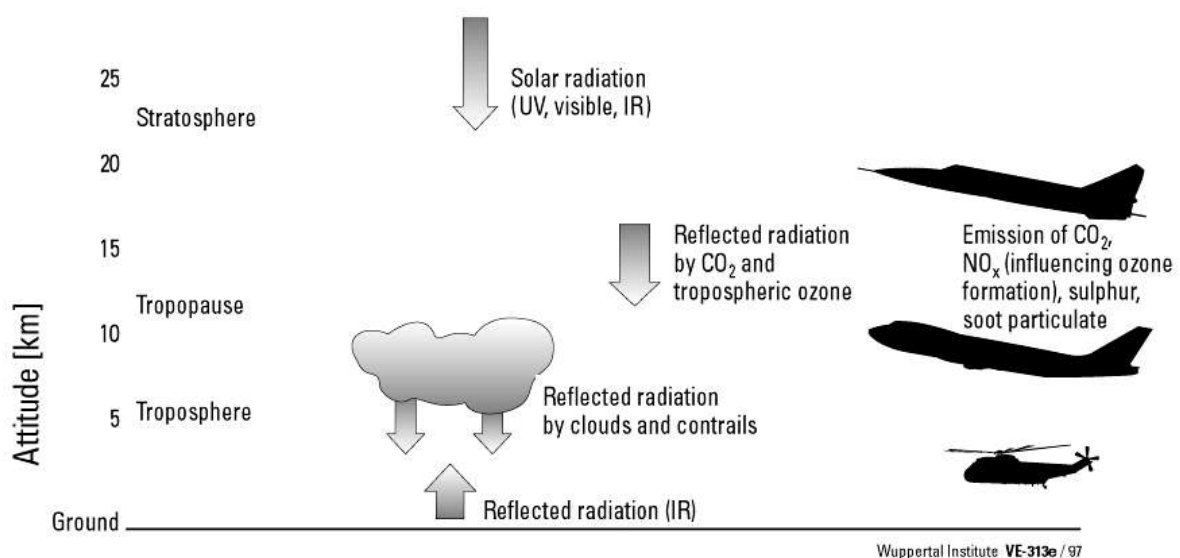 25
Solar radiation
(UV, visible, IR)
Stratosphere
20
15
Reflected radiation
by CO₂ and
tropospheric ozone
Emission of CO₂,
NOₓ (influencing ozone
formation), sulphur,
soot particulate
Tropopause
10
Attitude [km]
Troposphere
5
Reflected radiation
by clouds and contrails
Reflected radiation (IR)
Ground
Wuppertal Institute VE-313e / 97